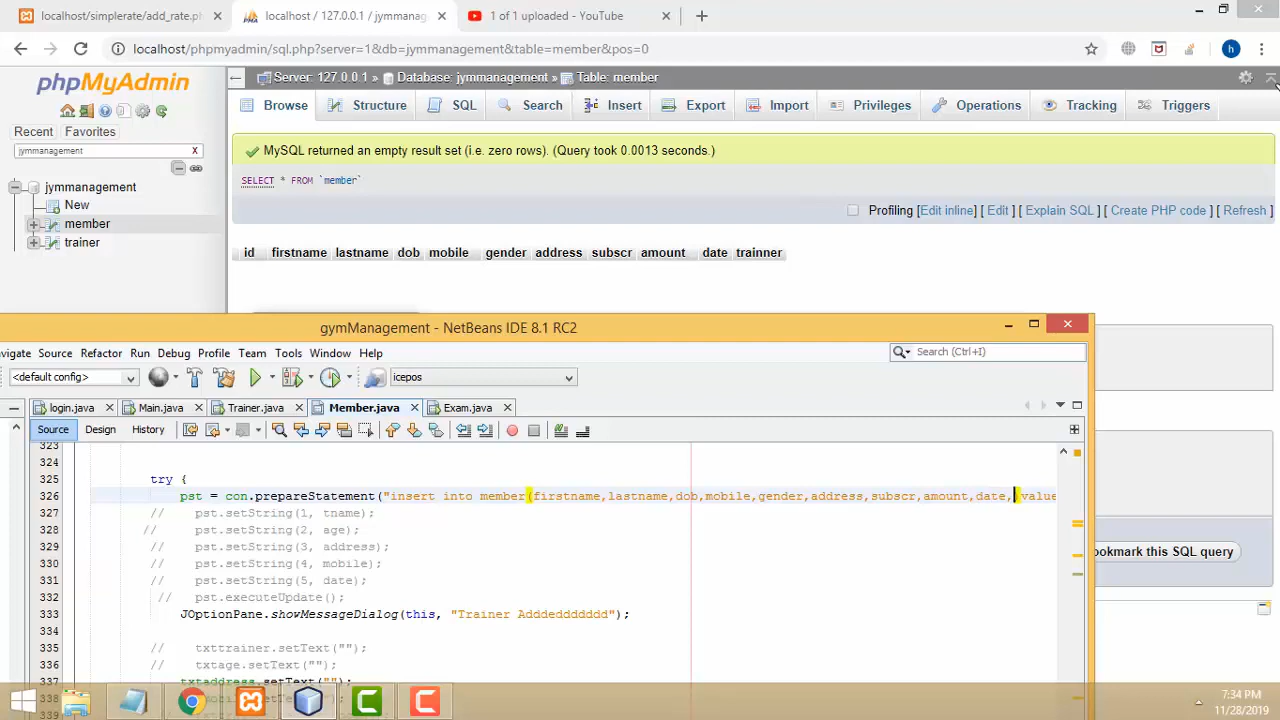 localhost/simplerate/add_rate.ph
localhost / 127.0.0.1 / jymmanag
1 of 1 uploaded - YouTube
localhost/phpmyadmin/sql.php?server=1&db=jymmanagement&table=member&pos=0
h
phpMyAdmin
Recent Favorites
jymmanagement X
jymmanagement
New
member
trainer
Server: 127.0.0.1 » Database: jymmanagement » Table: member
Browse Structure SQL Search Insert Export Import Privileges Operations Tracking Triggers
MySQL returned an empty result set (i.e. zero rows). (Query took 0.0013 seconds.)
SELECT * FROM `member`
Profiling [Edit inline] [ Edit ] [ Explain SQL ] [ Create PHP code ] [ Refresh ]
id firstname lastname dob mobile gender address subscr amount date trainner
ookmark this SQL query
gymManagement - NetBeans IDE 8.1 RC2
avigate Source Refactor Run Debug Profile Team Tools Window Help
Search (Ctrl+I)
<default config> icepos
login.java Main.java Trainer.java Member.java Exam.java
Source Design History
323
324
325 try {
326 pst = con.prepareStatement("insert into member(firstname,lastname,dob,mobile,gender,address,subscr,amount,date,)value
327 // pst.setString(1, tname);
328 // pst.setString(2, age);
329 // pst.setString(3, address);
330 // pst.setString(4, mobile);
331 // pst.setString(5, date);
332 // pst.executeUpdate();
333 JOptionPane.showMessageDialog(this, "Trainer Adddeddddddd");
334
335 // txttrainer.setText("");
336 // txtage.setText("");
337 txtaddress.setText("");
338
7:34 PM
11/28/2019